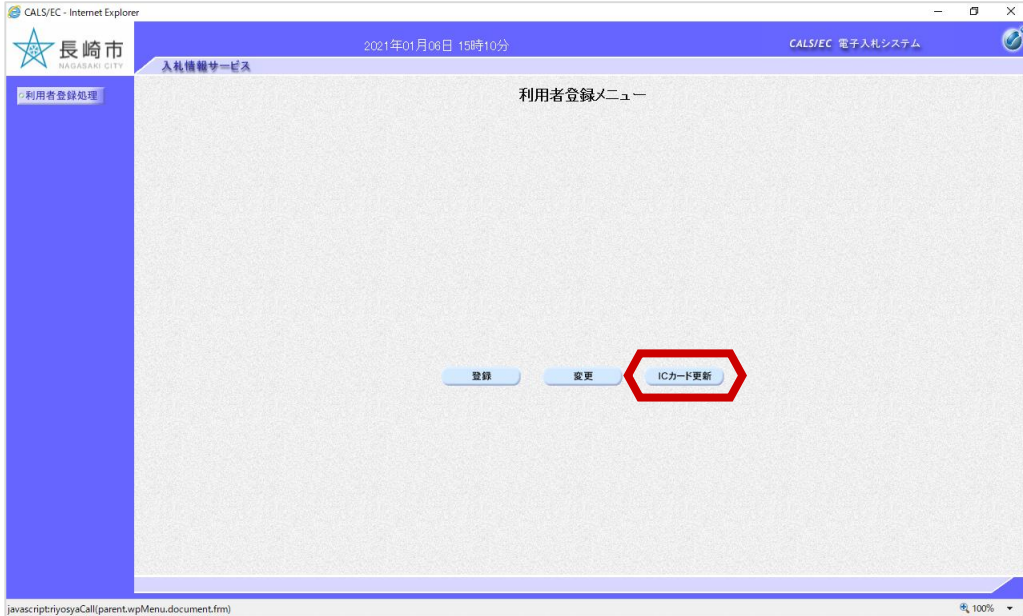 CALS/EC - Internet Explorer
長崎市
NAGASAKI CITY
2021年01月06日 15時10分
CALS/EC 電子入札システム
入札情報サービス
利用者登録処理
利用者登録メニュー
登録
変更
ICカード更新
javascript:riyosyaCall(parent.wpMenu.document.frm)
100%